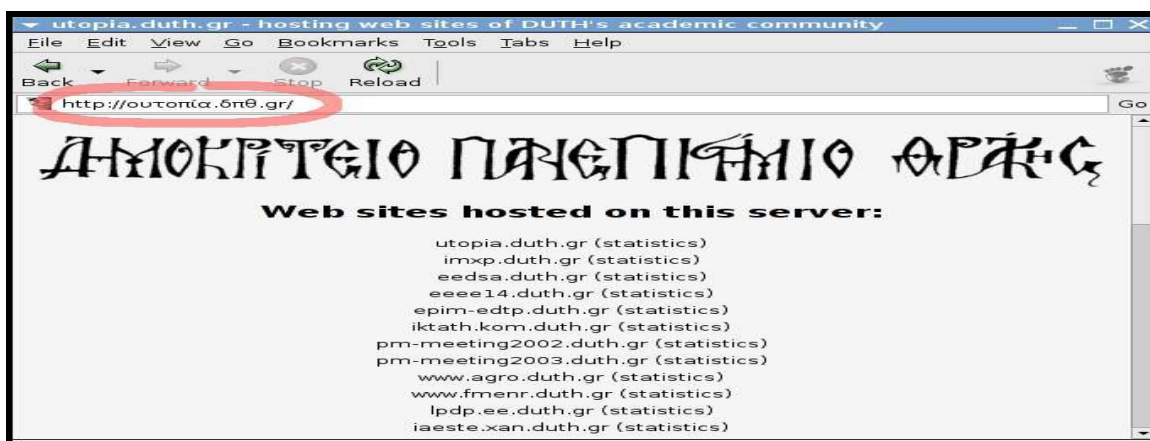 utopia.duth.gr - hosting web sites of DUTH's academic community
File Edit View Go Bookmarks Tools Tabs Help
Back Forward Stop Reload
http://ουτοπία.δπθ.gr/ Go
ΔΗΜΟΚΡΙΤΕΙΟ ΠΑΝΕΠΙΣΤΗΜΙΟ ΘΡΑΚΗΣ
Web sites hosted on this server:
utopia.duth.gr (statistics)
imxp.duth.gr (statistics)
eedsa.duth.gr (statistics)
eeee14.duth.gr (statistics)
epim-edtp.duth.gr (statistics)
iktath.kom.duth.gr (statistics)
pm-meeting2002.duth.gr (statistics)
pm-meeting2003.duth.gr (statistics)
www.agro.duth.gr (statistics)
www.fmenr.duth.gr (statistics)
lpdp.ee.duth.gr (statistics)
iaeste.xan.duth.gr (statistics)